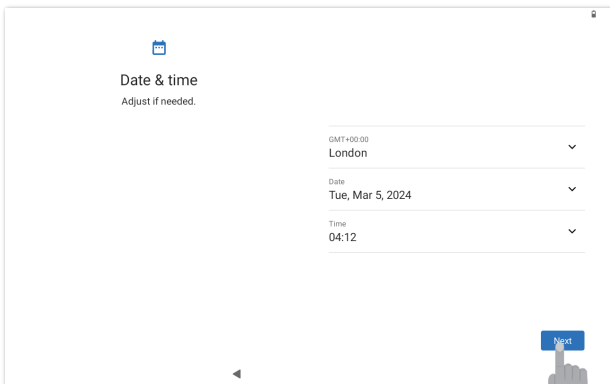 Date & time
Adjust if needed.
GMT+00:00
London
Date
Tue, Mar 5, 2024
Time
04:12
Next